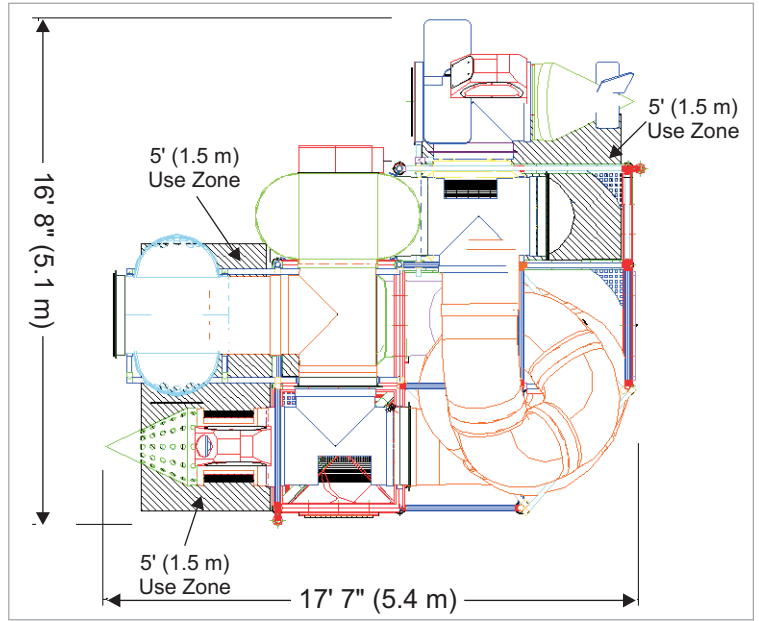 5' (1.5 m)
Use Zone
5' (1.5 m)
Use Zone
16' 8" (5.1 m)
5' (1.5 m)
Use Zone
17' 7" (5.4 m)